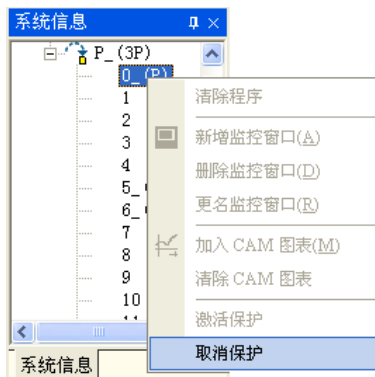 系统信息
P_(3P)
0_(P)
1
2
3
4
5_
6_
7
8
9
10
清除程序
新增监控窗口(A)
删除监控窗口(D)
更名监控窗口(R)
加入 CAM 图表(M)
清除 CAM 图表
激活保护
取消保护
系统信息